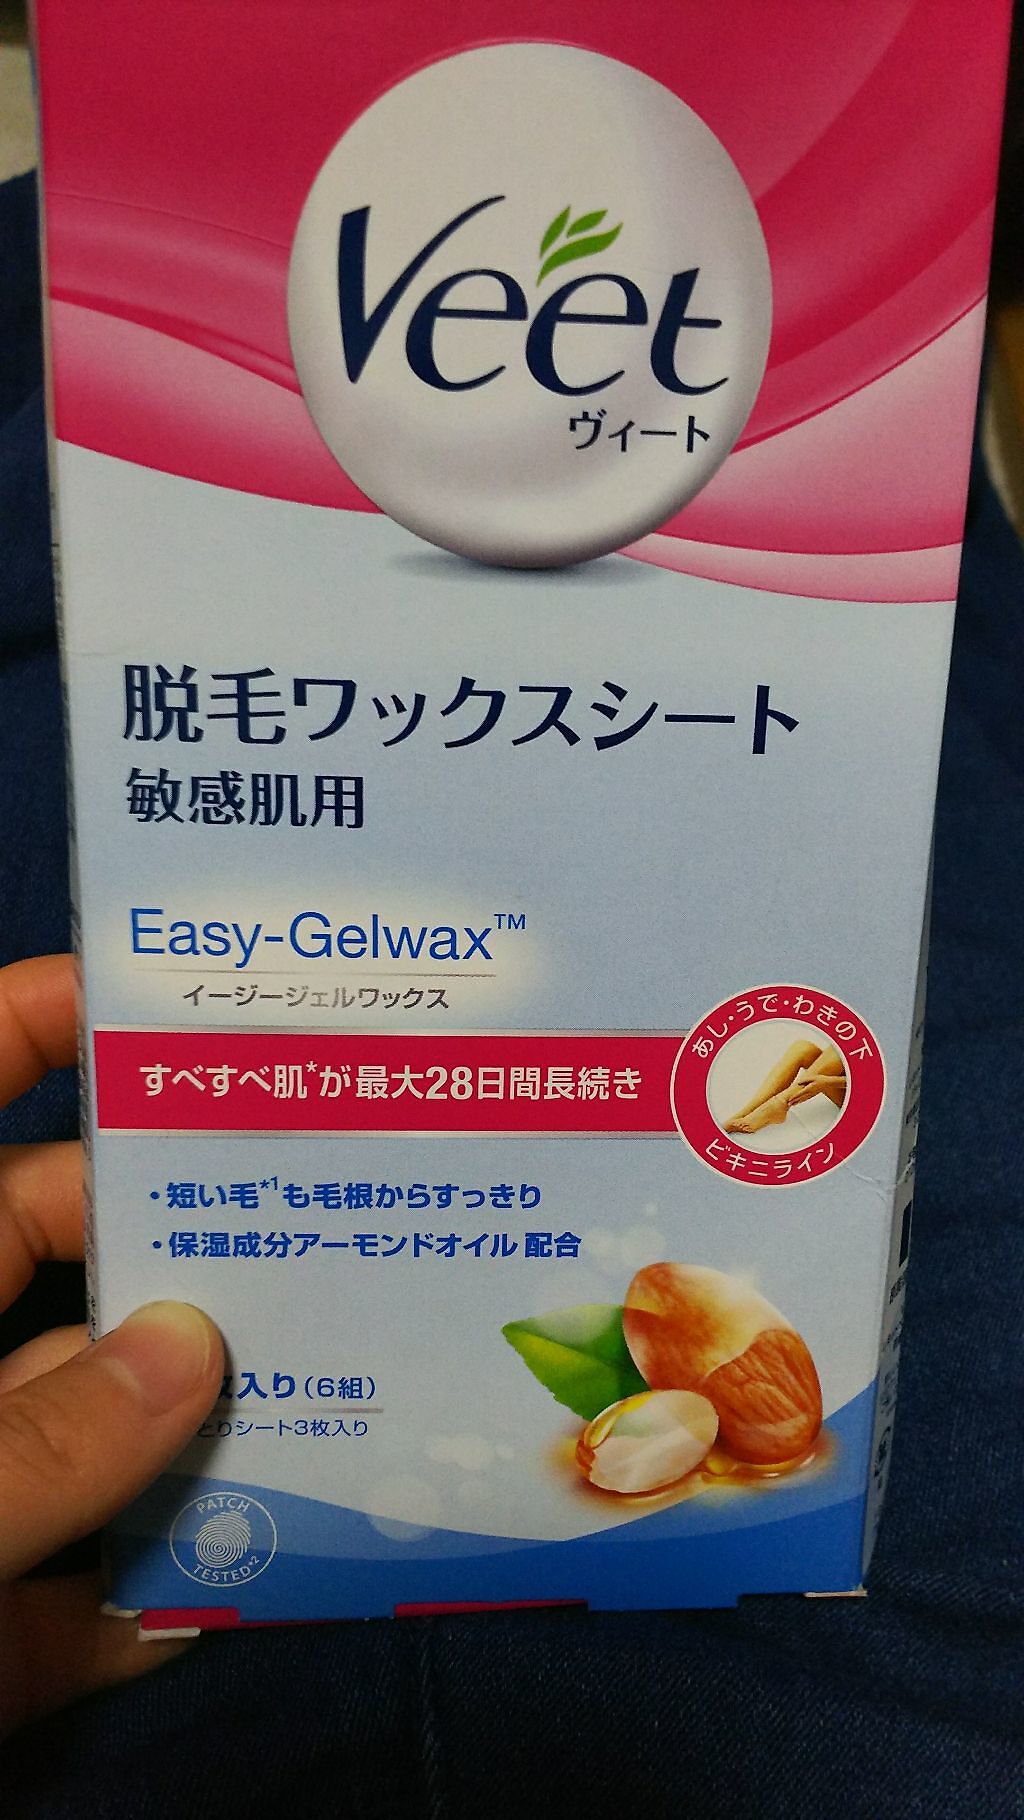 Veet
ヴィート
脱毛ワックスシート
敏感肌用
Easy-Gelwax™
イージージェルワックス
すべすべ肌*が最大28日間長続き
あし・うで・わきの下
ビキニライン
・短い毛*1も毛根からすっきり
・保湿成分アーモンドオイル 配合
枚入り(6組)
とりシート3枚入り
PATCH
TESTED*2